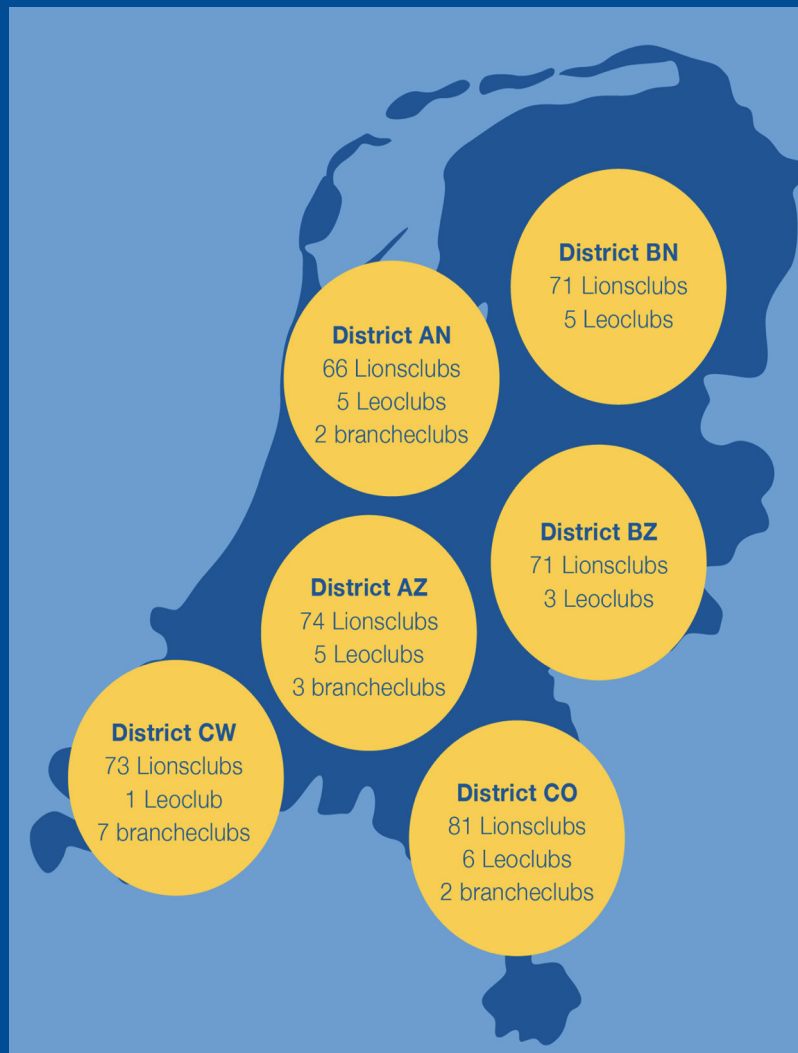 District BN
71 Lionsclubs
5 Leoclubs
District AN
66 Lionsclubs
5 Leoclubs
2 brancheclubs
District BZ
71 Lionsclubs
3 Leoclubs
District AZ
74 Lionsclubs
5 Leoclubs
3 brancheclubs
District CW
73 Lionsclubs
1 Leoclub
7 brancheclubs
District CO
81 Lionsclubs
6 Leoclubs
2 brancheclubs